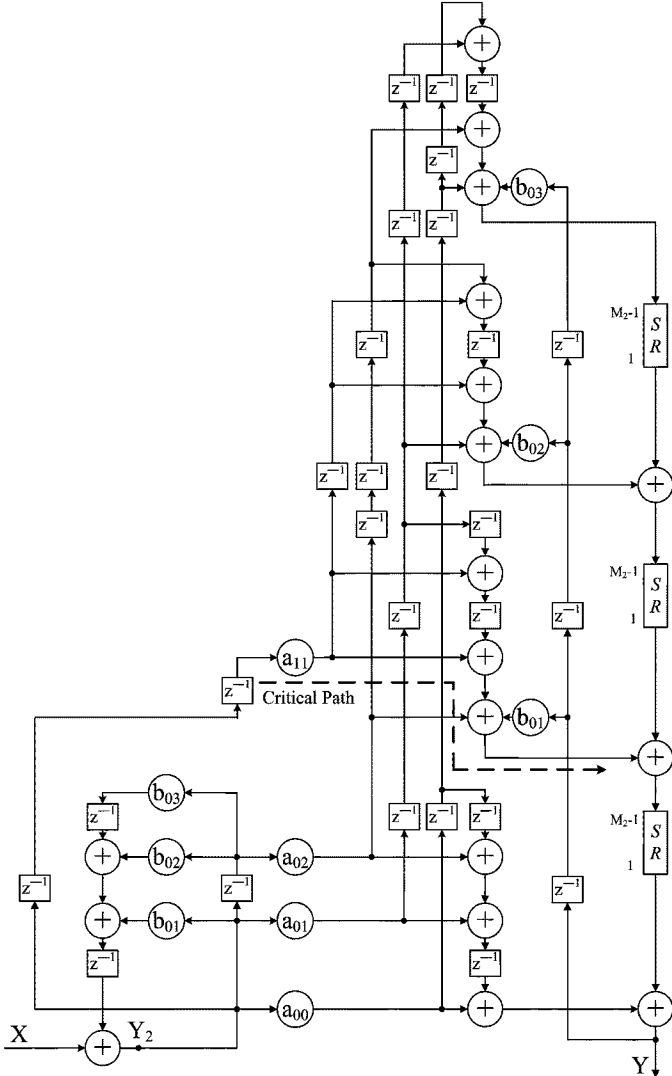 z⁻¹ z⁻¹ z⁻¹
+
+
z⁻¹
+ b₀₃
z⁻¹ z⁻¹
+
M₂-1 S R 1
z⁻¹ z⁻¹ z⁻¹
+
+ b₀₂
z⁻¹ z⁻¹ z⁻¹ +
z⁻¹ z⁻¹
+
M₂-1 S R 1
z⁻¹ z⁻¹ z⁻¹
a₁₁ +
z⁻¹ Critical Path
+ b₀₁
+
b₀₃
z⁻¹ z⁻¹ z⁻¹ z⁻¹
M₂-1 S R 1
+ b₀₂ a₀₂ +
z⁻¹ z⁻¹ z⁻¹
+ b₀₁ a₀₁ +
z⁻¹ z⁻¹
a₀₀ + +
X + Y₂
Y